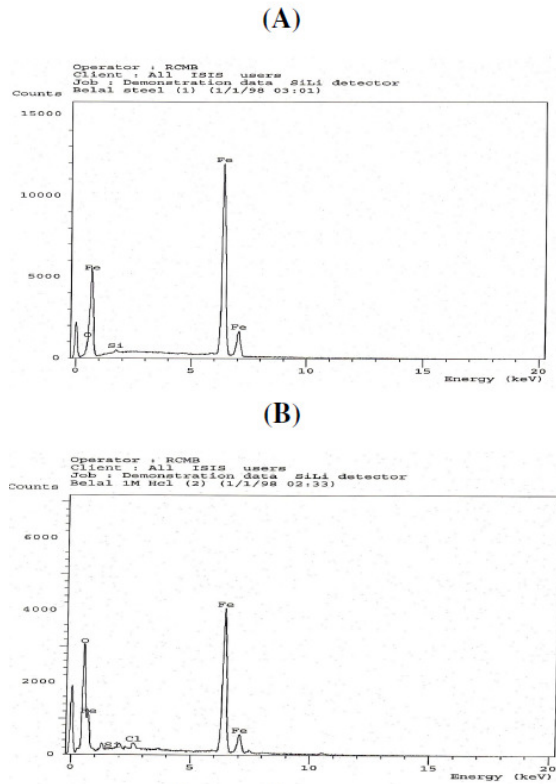 (A)
Operator : RCMB
Client : All ISIS users
Job : Demonstration data SiLi detector
Counts Belal steel (1) (1/1/98 03:01)
15000
Fe
10000
Fe
5000
O
Si
Fe
0
0 5 10 15 20
Energy (keV)
(B)
Operator : RCMB
Client : All ISIS users
Job : Demonstration data SiLi detector
Counts Belal 1M Hcl (2) (1/1/98 02:33)
6000
Fe
4000
O
2000
Fe
Cl
Fe
0
0 5 10 15 20
Energy (keV)